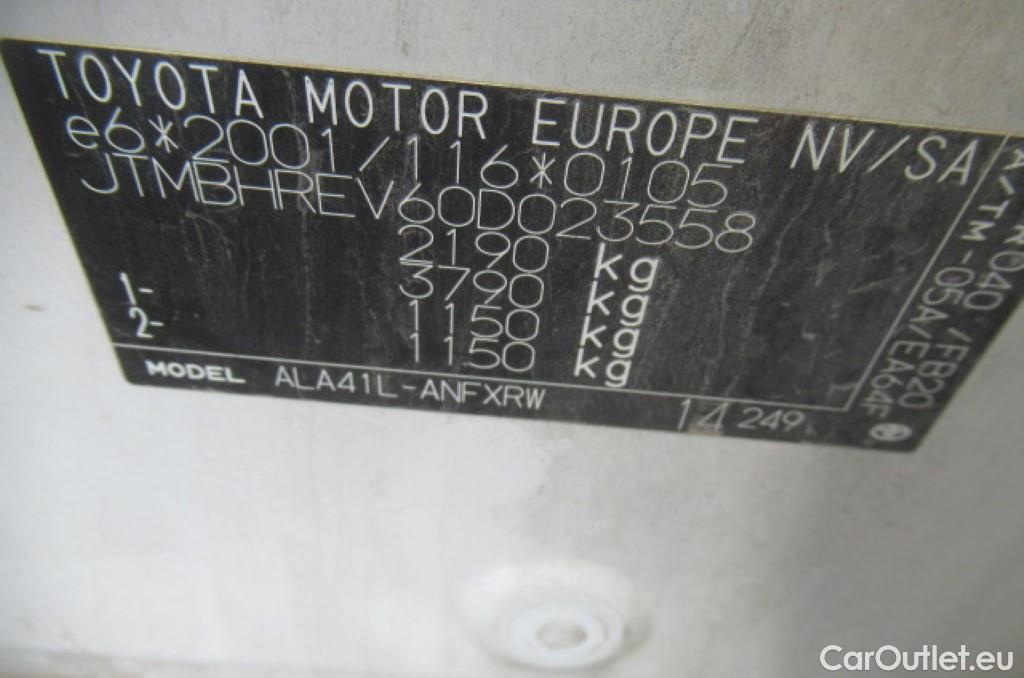 TOYOTA MOTOR EUROPE NV/SA
e6*2001/116*0105
JTMBHREV60D023558
2190 kg
3790 kg
1- 1150 kg
2- 1150 kg
MODEL ALA41L-ANFXRW
14 249
040 /FB20
A/TM -05A/EA64F
CarOutlet.eu